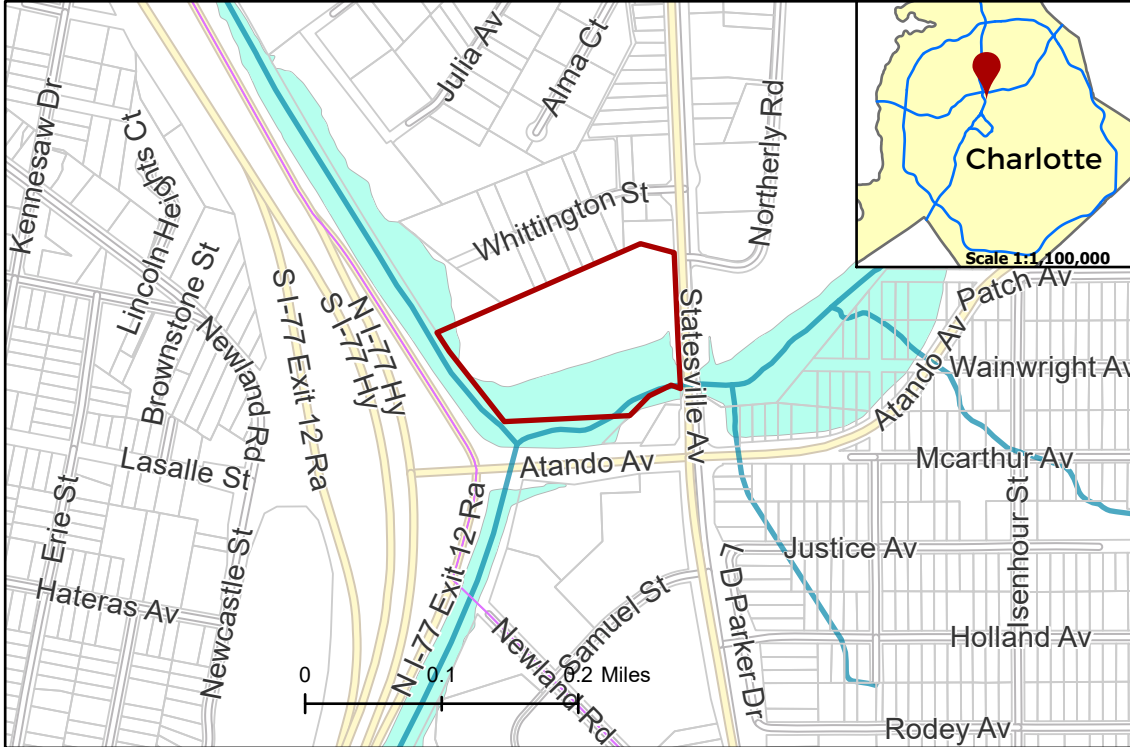 Julia Av
Alma Ct
Northerly Rd
Charlotte
Scale 1:1,100,000
Kennesaw Dr
Lincoln Heights Ct
Brownstone St
Whittington St
S I-77 Exit 12 Ra
S I-77 Hy
N I-77 Hy
Newland Rd
Statesville Av
Patch Av
Wainwright Av
Atando Av
Lasalle St
Atando Av
Mcarthur Av
Erie St
Isenhour St
Justice Av
Hateras Av
Newcastle St
N I-77 Exit 12 Ra
Samuel St
D Parker Dr
Holland Av
Newland Rd
0 0.1 0.2 Miles
Rodey Av